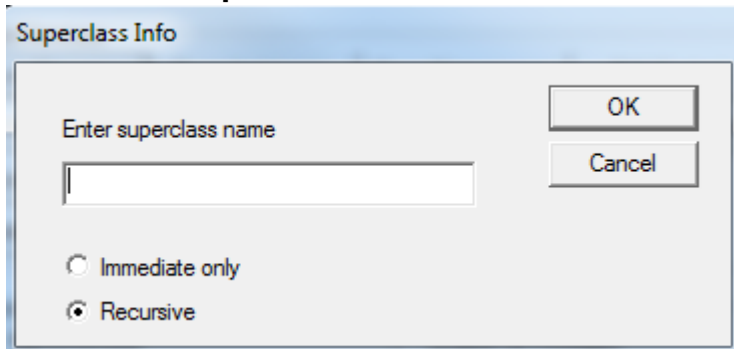 Superclass Info
OK
Enter superclass name
Cancel
Immediate only
Recursive